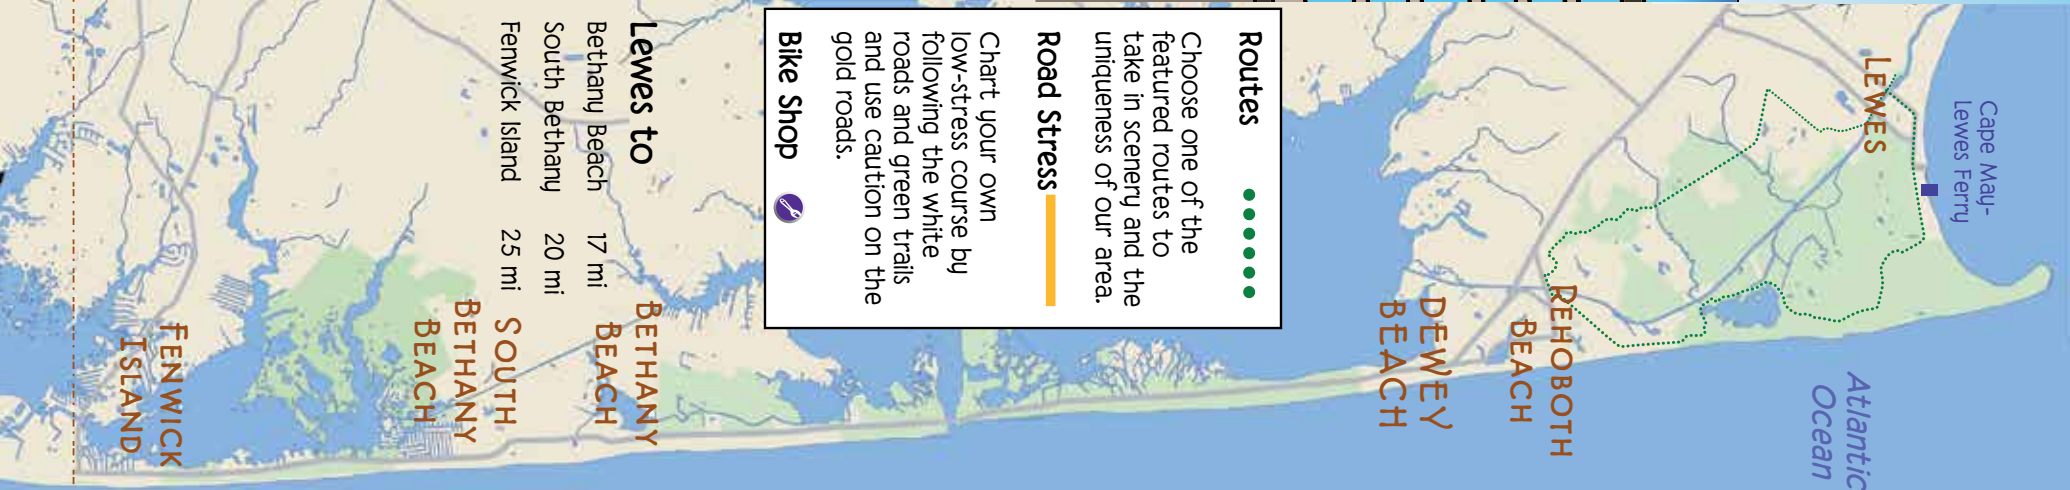 LEWES
Cape May-
Lewes Ferry
Atlantic
Ocean
REHOBOTH
BEACH
DEWEY
BEACH
Routes
Choose one of the
featured routes to
take in scenery and the
uniqueness of our area.
Road Stress
Chart your own
low-stress course by
following the white
roads and green trails
and use caution on the
gold roads.
Bike Shop
BETHANY
BEACH
Lewes to
Bethany Beach 17 mi
South Bethany 20 mi
Fenwick Island 25 mi
SOUTH
BETHANY
BEACH
FENWICK
ISLAND